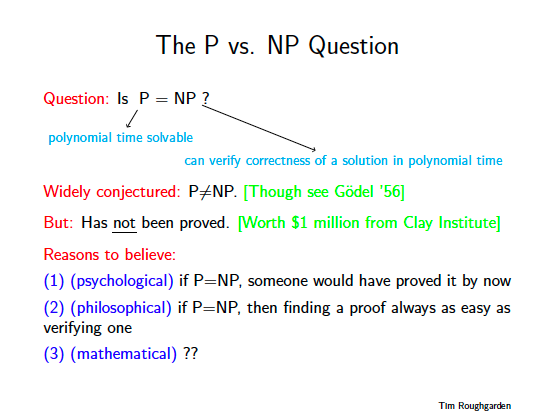 The P vs. NP Question
Question: Is P = NP ?
polynomial time solvable
can verify correctness of a solution in polynomial time
Widely conjectured: P≠NP. [Though see Gödel '56]
But: Has not been proved. [Worth $1 million from Clay Institute]
Reasons to believe:
(1) (psychological) if P=NP, someone would have proved it by now
(2) (philosophical) if P=NP, then finding a proof always as easy as
verifying one
(3) (mathematical) ??
Tim Roughgarden